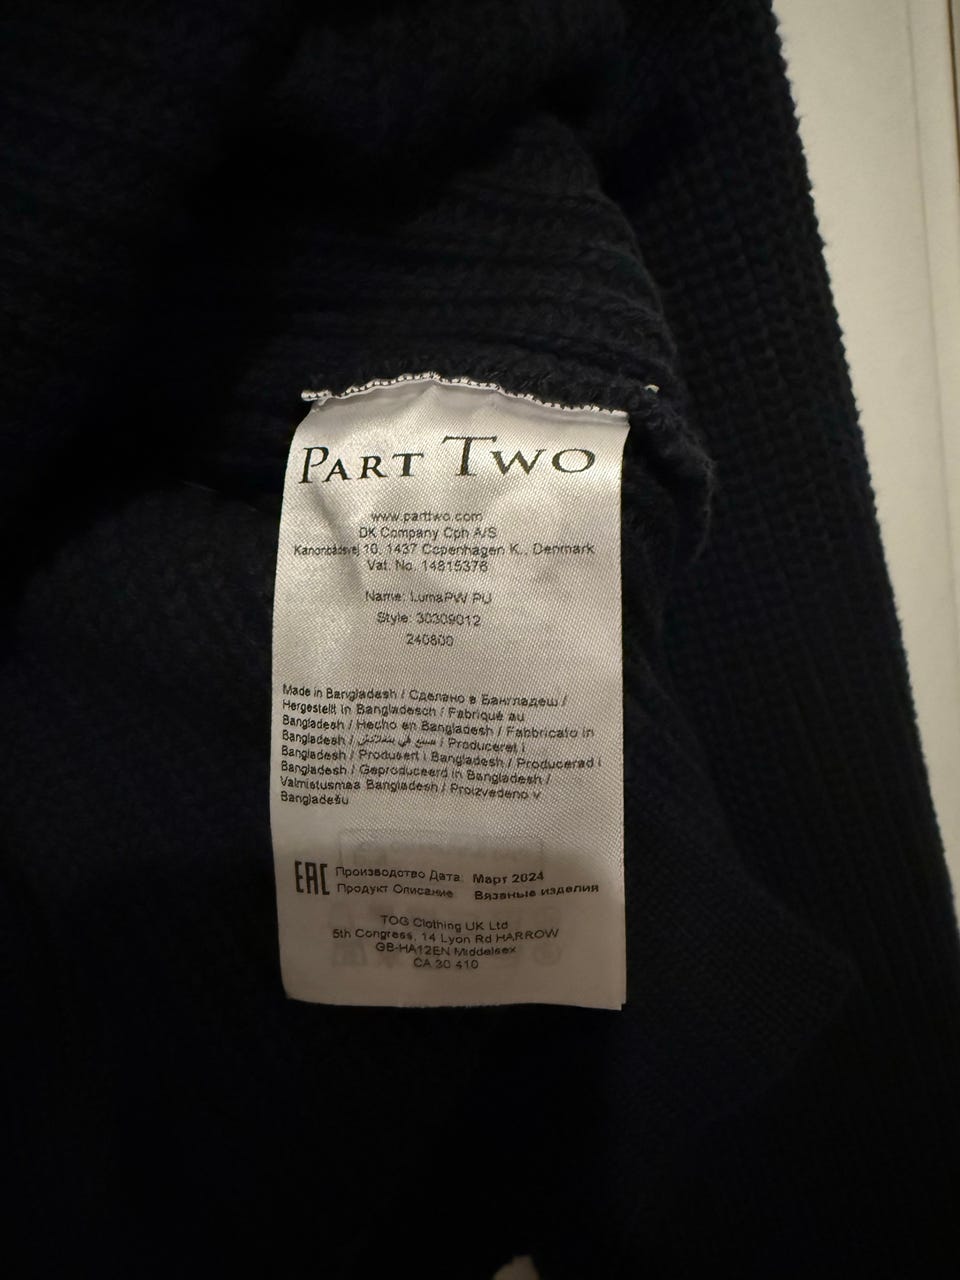 PART TWO
www.parttwo.com
DK Company Cph A/S
Kanonbådsvej 10, 1437 Copenhagen K., Denmark
Vat. No. 14815376
Name: LumaPW PU
Style: 30309012
240800
Made in Bangladesh / Сделано в Бангладеш /
Hergestellt in Bangladesch / Fabriqué au
Bangladesh / Hecho en Bangladesh / Fabbricato in
Bangladesh / صنع في بنغلادش / Produceret i
Bangladesh / Produsert i Bangladesh / Producerad i
Bangladesh / Geproduceerd in Bangladesh /
Valmistusmaa Bangladesh / Proizvedeno v
Bangladešu
EAC Производство Дата: Март 2024
Продукт Описание Вязаные изделия
TOG Clothing UK Ltd
5th Congress, 14 Lyon Rd HARROW
GB-HA12EN Middelsex
CA 30 410